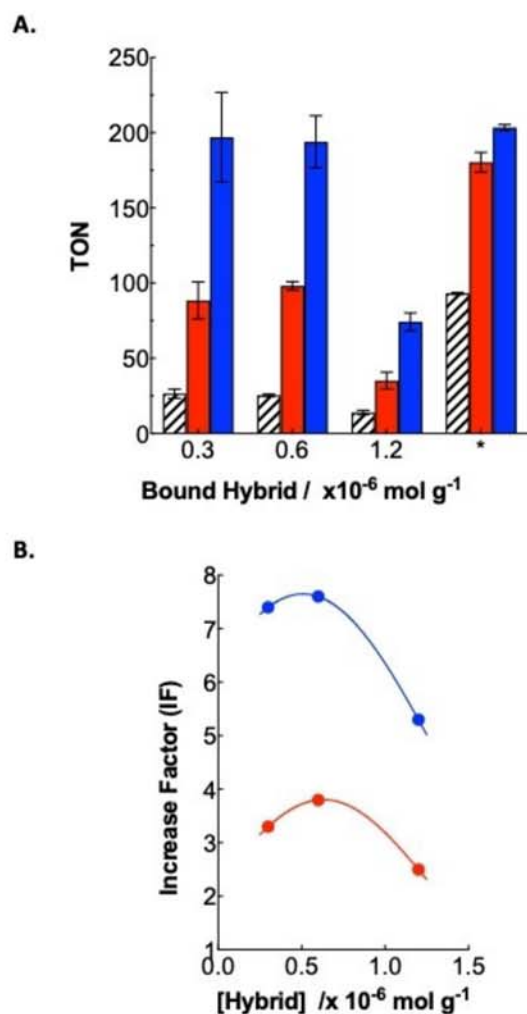 A.
250
200
150
100
50
0
TON
0.3 0.6 1.2 *
Bound Hybrid / x10⁻⁶ mol g⁻¹
B.
8
7
6
5
4
3
2
1
Increase Factor (IF)
0.0 0.5 1.0 1.5
[Hybrid] /x 10⁻⁶ mol g⁻¹